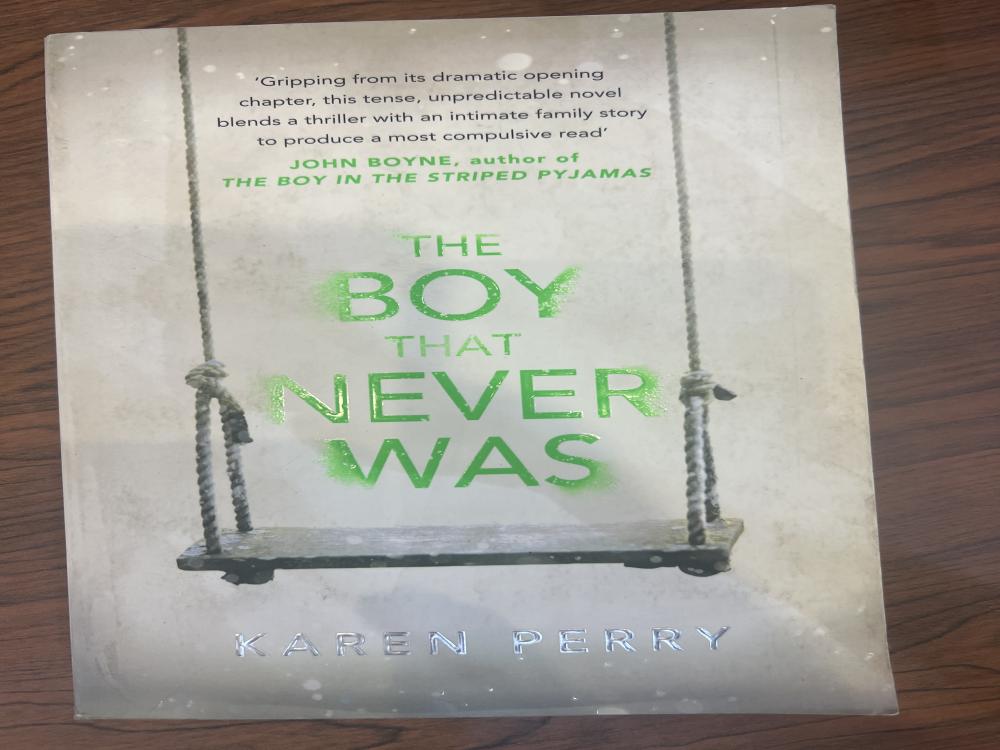 'Gripping from its dramatic opening
chapter, this tense, unpredictable novel
blends a thriller with an intimate family story
to produce a most compulsive read'
JOHN BOYNE, author of
THE BOY IN THE STRIPED PYJAMAS
THE
BOY
THAT
NEVER
WAS
KAREN PERRY